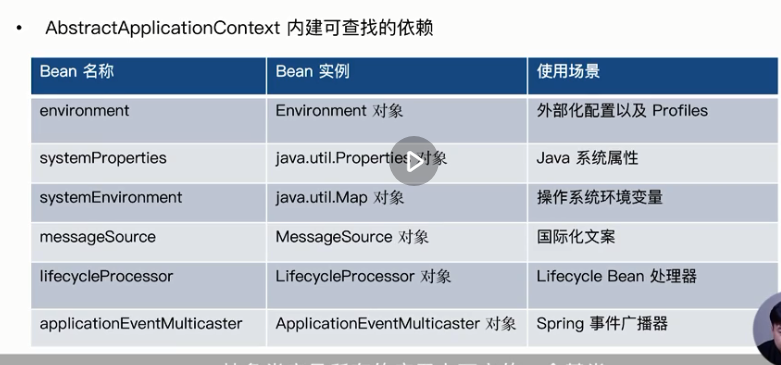 • AbstractApplicationContext 内建可查找的依赖
Bean 名称 Bean 实例 使用场景
environment Environment 对象 外部化配置以及 Profiles
systemProperties java.util.Properties 对象 Java 系统属性
systemEnvironment java.util.Map 对象 操作系统环境变量
messageSource MessageSource 对象 国际化文案
lifecycleProcessor LifecycleProcessor 对象 Lifecycle Bean 处理器
applicationEventMulticaster ApplicationEventMulticaster 对象 Spring 事件广播器